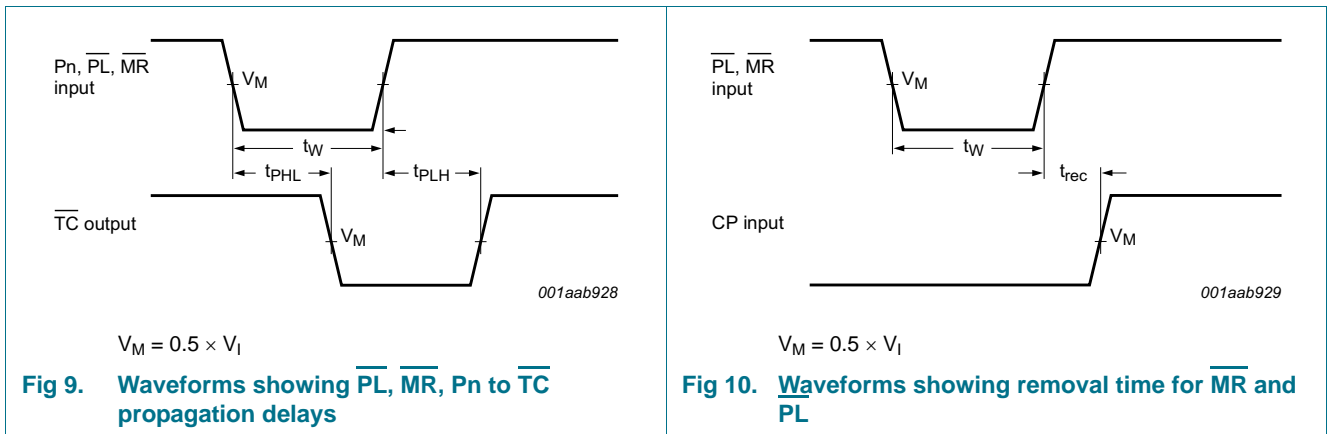 Pn, PL, MR
input
VM
tW
tPHL
tPLH
TC output
VM
001aab928
VM = 0.5 × VI
Fig 9. Waveforms showing PL, MR, Pn to TC
propagation delays
PL, MR
input
VM
tW
trec
CP input
VM
001aab929
VM = 0.5 × VI
Fig 10. Waveforms showing removal time for MR and
PL